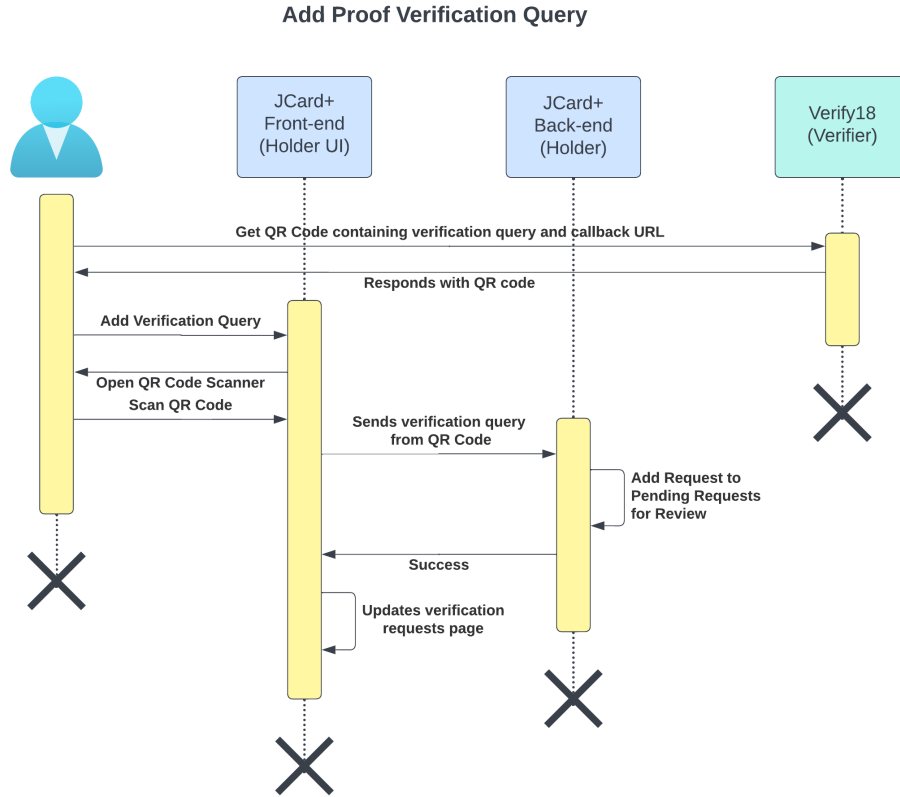 Add Proof Verification Query
JCard+
Front-end
(Holder UI)
JCard+
Back-end
(Holder)
Verify18
(Verifier)
Get QR Code containing verification query and callback URL
Responds with QR code
Add Verification Query
Open QR Code Scanner
Scan QR Code
Sends verification query
from QR Code
Add Request to
Pending Requests
for Review
Success
Updates verification
requests page